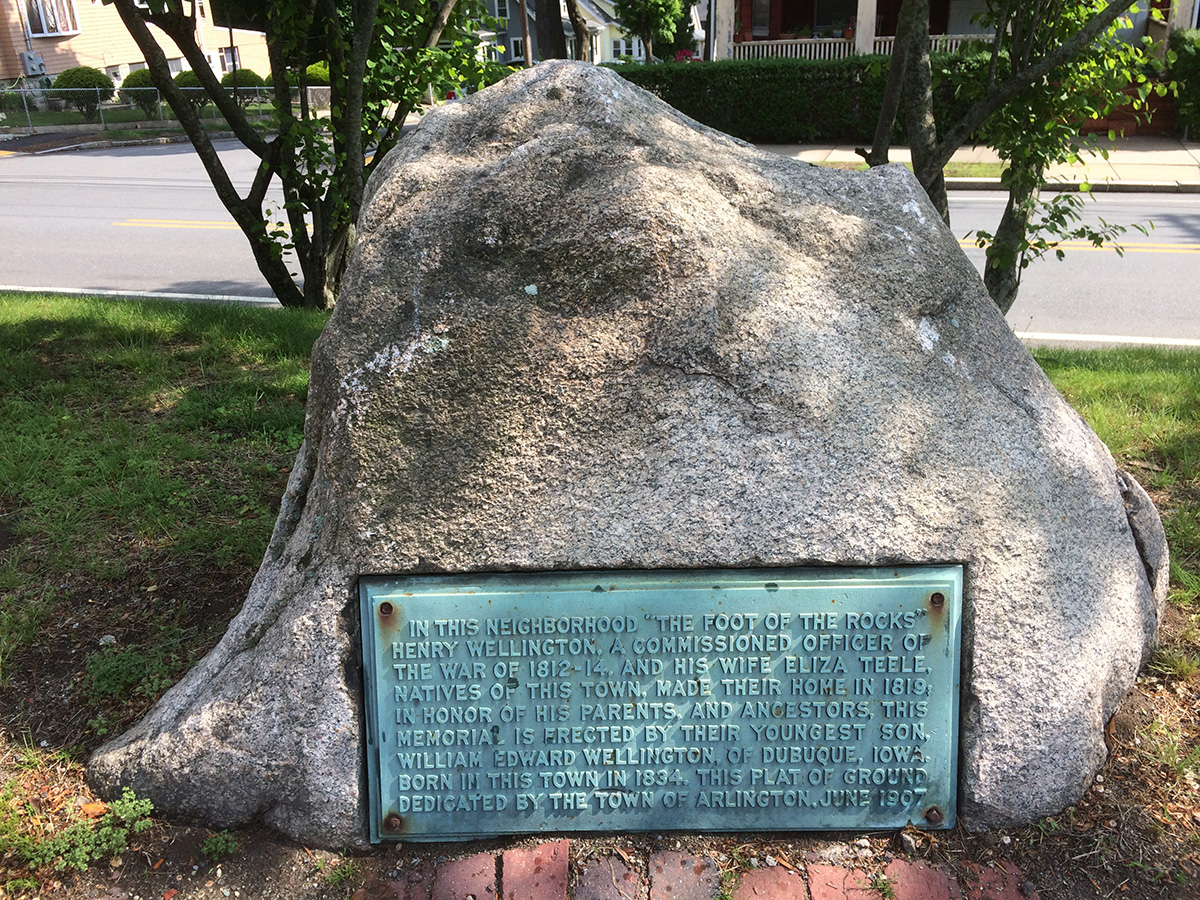 IN THIS NEIGHBORHOOD "THE FOOT OF THE ROCKS"
HENRY WELLINGTON, A COMMISSIONED OFFICER OF
THE WAR OF 1812-14, AND HIS WIFE ELIZA TEELE,
NATIVES OF THIS TOWN, MADE THEIR HOME IN 1819;
IN HONOR OF HIS PARENTS, AND ANCESTORS, THIS
MEMORIAL IS ERECTED BY THEIR YOUNGEST SON,
WILLIAM EDWARD WELLINGTON, OF DUBUQUE, IOWA.
BORN IN THIS TOWN IN 1834. THIS PLAT OF GROUND
DEDICATED BY THE TOWN OF ARLINGTON, JUNE 1907